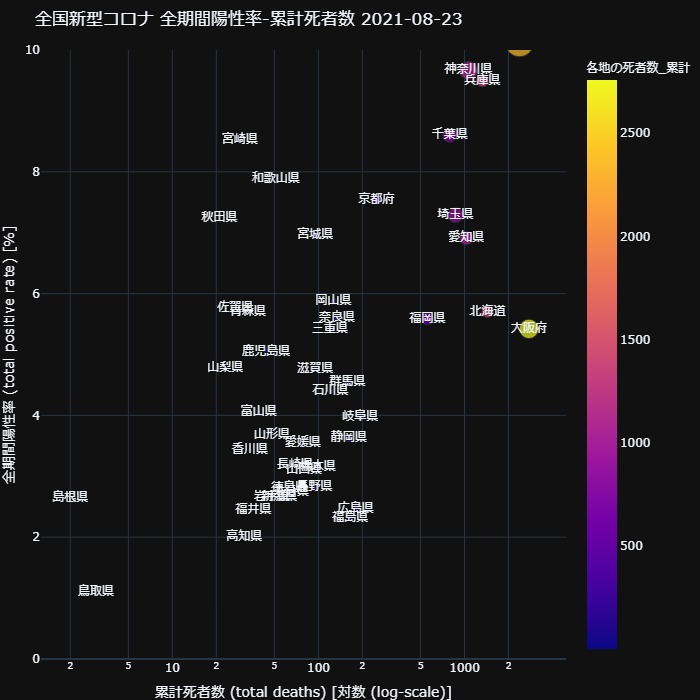 全国新型コロナ 全期間陽性率-累計死者数 2021-08-23
各地の死者数_累計
10
神奈川県
兵庫県
千葉県
宮崎県
8
和歌山県
京都府
秋田県
埼玉県
宮城県
愛知県
6
岡山県
佐賀県
青森県
奈良県
福岡県
北海道
三重県
大阪府
鹿児島県
山梨県
滋賀県
群馬県
石川県
4
富山県
岐阜県
山形県
静岡県
愛媛県
香川県
長崎県
山口県
熊本県
徳島県
長野県
島根県
岩手県
福井県
広島県
福島県
2
高知県
鳥取県
0
2500
2000
1500
1000
500
2 5 10 2 5 100 2 5 1000 2
全期間陽性率 (total positive rate) [%]
累計死者数 (total deaths) [対数 (log-scale)]